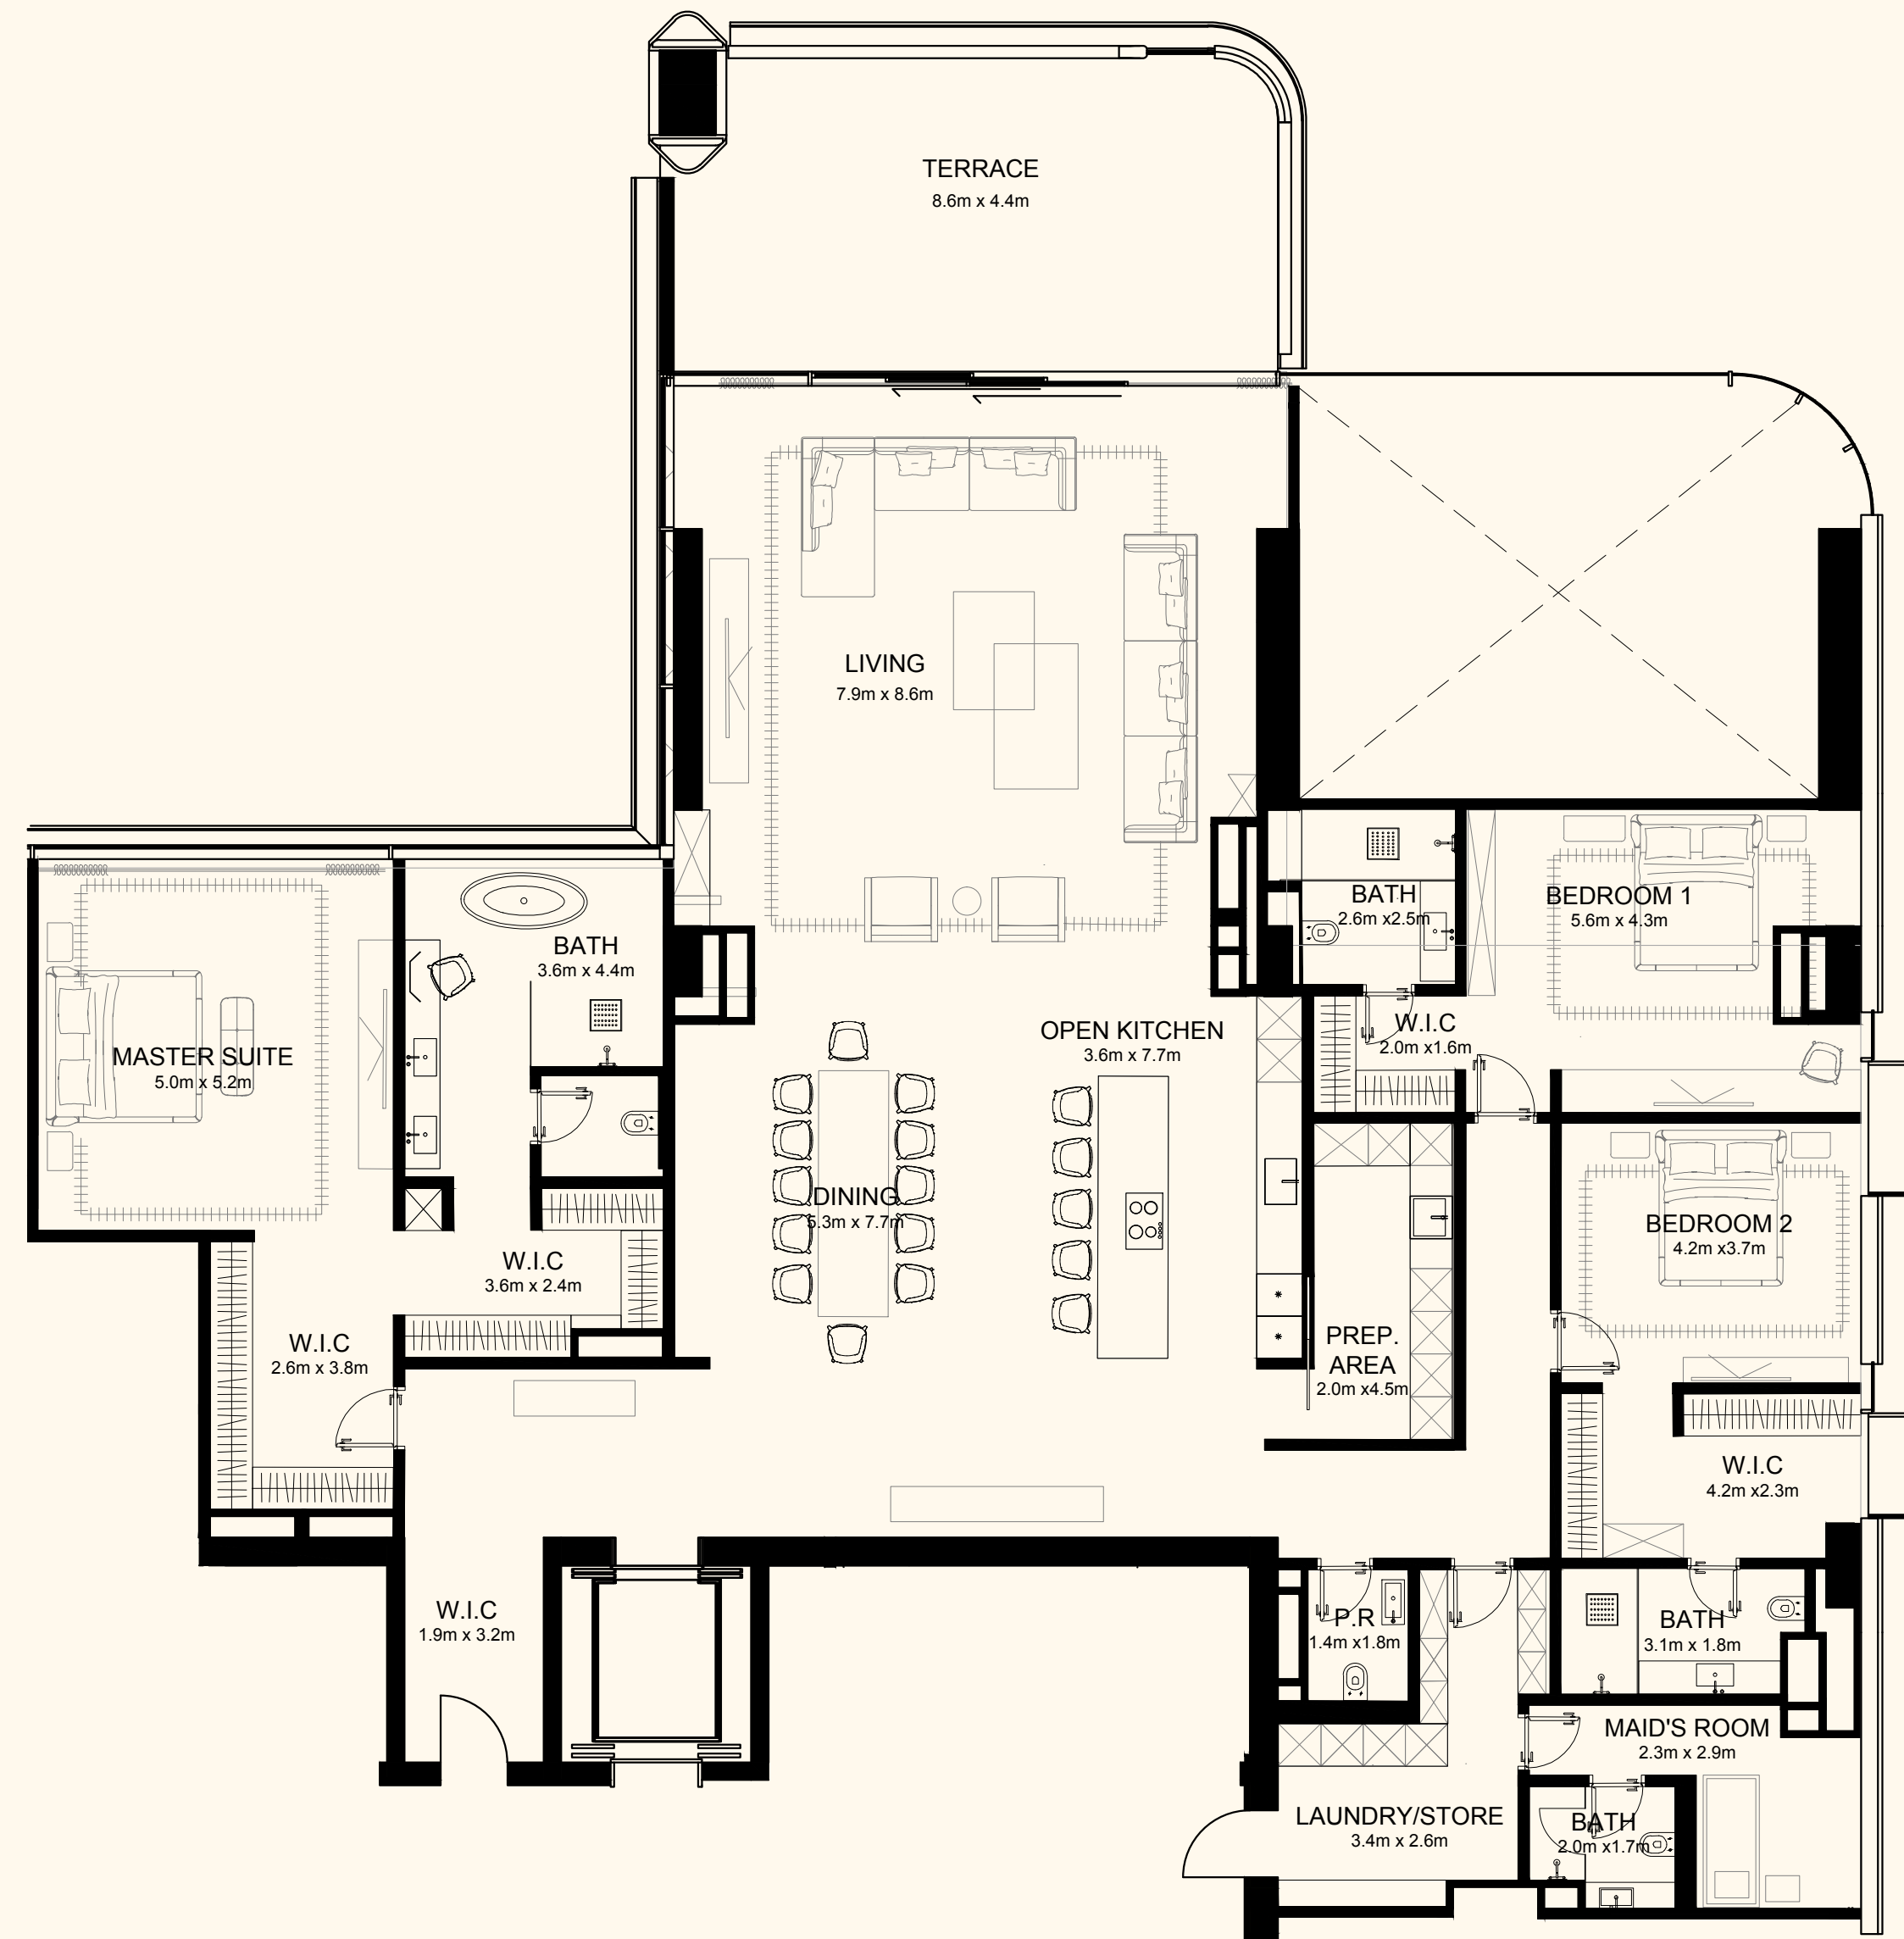 TERRACE
8.6m x 4.4m
LIVING
7.9m x 8.6m
BATH
2.6m x2.5m
BEDROOM 1
5.6m x 4.3m
BATH
3.6m x 4.4m
MASTER SUITE
5.0m x 5.2m
OPEN KITCHEN
3.6m x 7.7m
W.I.C
2.0m x1.6m
DINING
5.3m x 7.7m
BEDROOM 2
4.2m x3.7m
W.I.C
3.6m x 2.4m
W.I.C
2.6m x 3.8m
PREP.
AREA
2.0m x4.5m
W.I.C
4.2m x2.3m
W.I.C
1.9m x 3.2m
P.R
1.4m x1.8m
BATH
3.1m x 1.8m
MAID'S ROOM
2.3m x 2.9m
LAUNDRY/STORE
3.4m x 2.6m
BATH
2.0m x1.7m